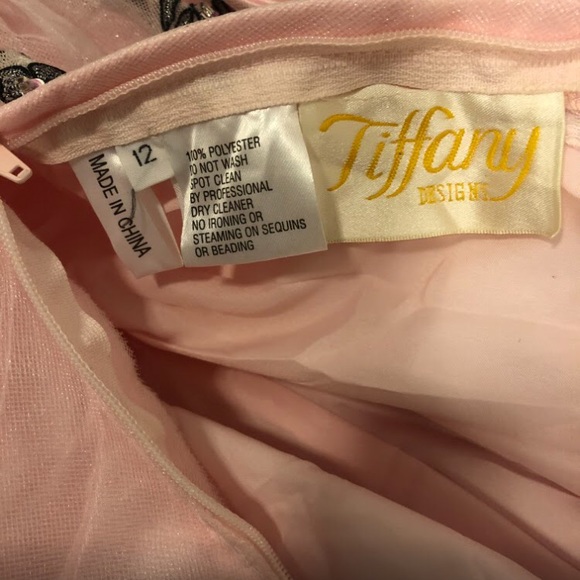 MADE IN CHINA
12
100% POLYESTER
DO NOT WASH
SPOT CLEAN
BY PROFESSIONAL
DRY CLEANER
NO IRONING OR
STEAMING ON SEQUINS
OR BEADING
Tiffany
DESIGNS